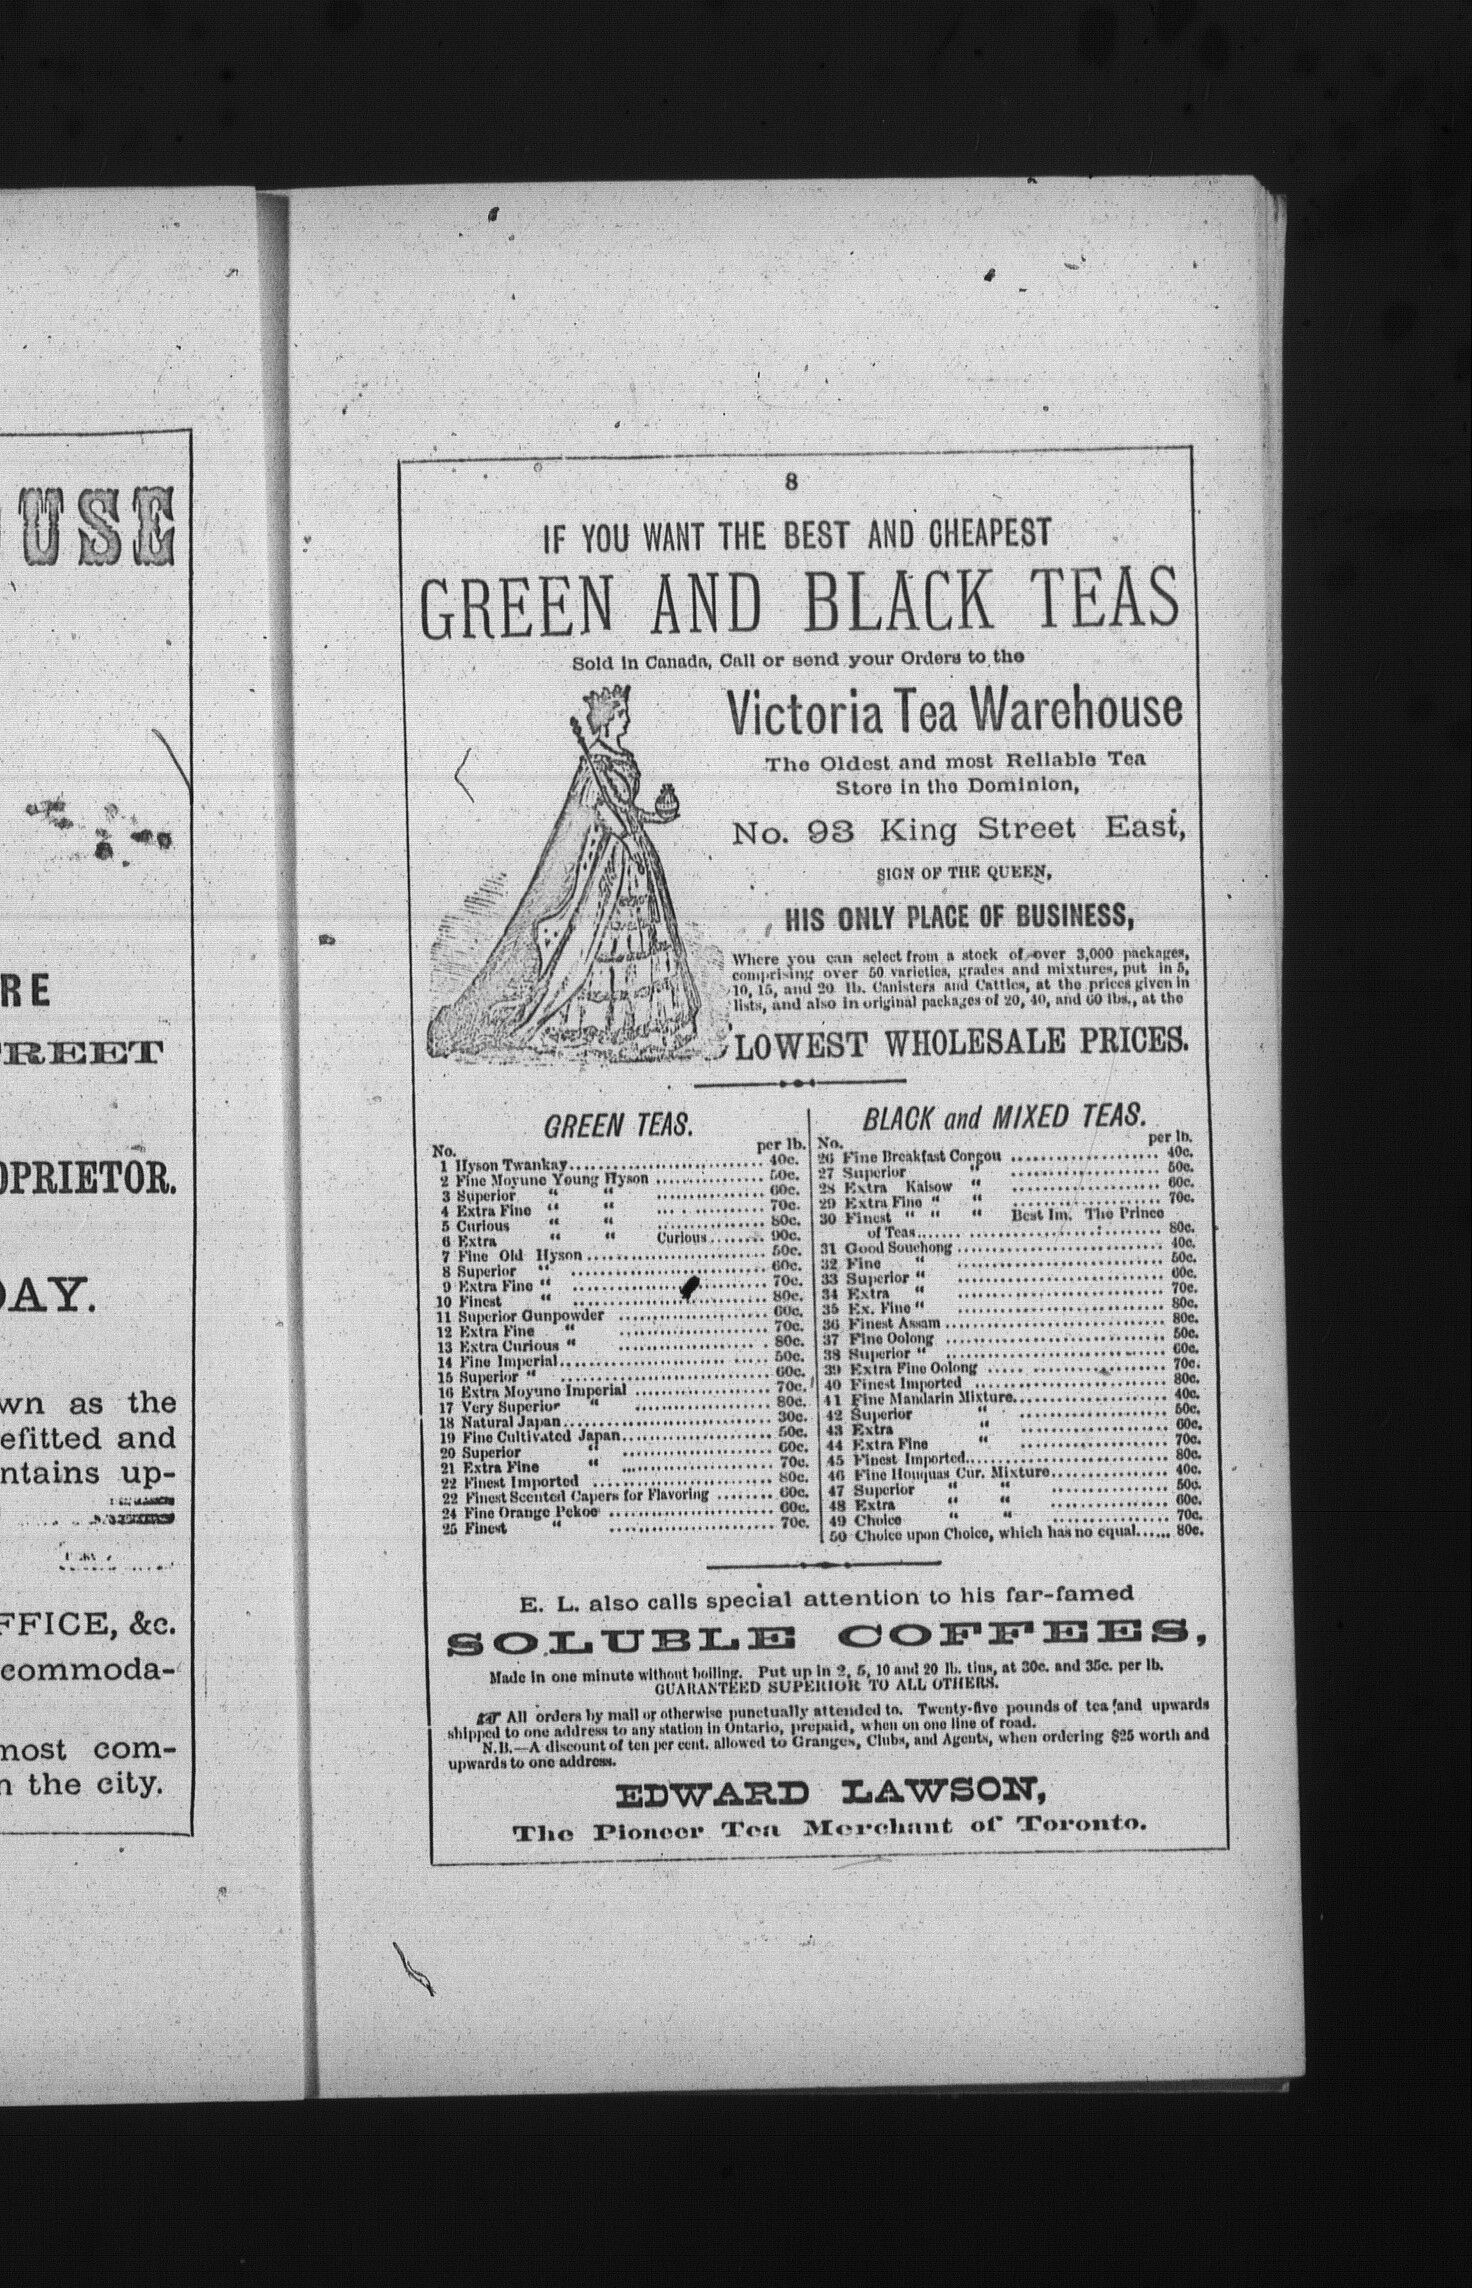 USE
RE
TREET
OPRIETOR.
DAY.
wn as the
efitted and
ntains up-
FFICE, &c.
commoda-
most com-
n the city.
8
IF YOU WANT THE BEST AND CHEAPEST
GREEN AND BLACK TEAS
Sold in Canada, Call or send your Orders to the
Victoria Tea Warehouse
The Oldest and most Reliable Tea
Store in the Dominion,
No. 93 King Street East,
SIGN OF THE QUEEN,
HIS ONLY PLACE OF BUSINESS,
Where you can select from a stock of over 3,000 packages,
comprising over 50 varieties, grades and mixtures, put in 5,
10, 15, and 20 lb. Canisters and Catties, at the prices given in
lists, and also in original packages of 20, 40, and 60 lbs., at the
LOWEST WHOLESALE PRICES.
GREEN TEAS.
No. per lb.
1 Hyson Twankay.......... 40c.
2 Fine Moyune Young Hyson .......... 50c.
3 Superior " " .......... 60c.
4 Extra Fine " " .......... 70c.
5 Curious " " .......... 80c.
6 Extra " " Curious.......... 90c.
7 Fine Old Hyson .......... 50c.
8 Superior " .......... 60c.
9 Extra Fine " .......... 70c.
10 Finest " .......... 80c.
11 Superior Gunpowder .......... 60c.
12 Extra Fine " .......... 70c.
13 Extra Curious " .......... 80c.
14 Fine Imperial.......... 50c.
15 Superior " .......... 60c.
16 Extra Moyune Imperial .......... 70c.
17 Very Superior " .......... 80c.
18 Natural Japan.......... 30c.
19 Fine Cultivated Japan.......... 50c.
20 Superior " .......... 60c.
21 Extra Fine " .......... 70c.
22 Finest Imported .......... 80c.
22 Finest Scented Capers for Flavoring .......... 60c.
24 Fine Orange Pekoe .......... 60c.
25 Finest " .......... 70c.
BLACK and MIXED TEAS.
No. per lb.
26 Fine Breakfast Congou .......... 40c.
27 Superior " .......... 50c.
28 Extra Kaisow " .......... 60c.
29 Extra Fine " " .......... 70c.
30 Finest " " " Best Im. The Prince
of Teas.......... 80c.
31 Good Souchong .......... 40c.
32 Fine " .......... 50c.
33 Superior " .......... 60c.
34 Extra " .......... 70c.
35 Ex. Fine " .......... 80c.
36 Finest Assam .......... 80c.
37 Fine Oolong .......... 50c.
38 Superior " .......... 60c.
39 Extra Fine Oolong .......... 70c.
40 Finest Imported .......... 80c.
41 Fine Mandarin Mixture.......... 40c.
42 Superior " .......... 50c.
43 Extra " .......... 60c.
44 Extra Fine " .......... 70c.
45 Finest Imported.......... 80c.
46 Fine Houquas Cur. Mixture.......... 40c.
47 Superior " " .......... 50c.
48 Extra " " .......... 60c.
49 Choice " " .......... 70c.
50 Choice upon Choice, which has no equal...... 80c.
E. L. also calls special attention to his far-famed
SOLUBLE COFFEES,
Made in one minute without boiling. Put up in 2, 5, 10 and 20 lb. tins, at 30c. and 35c. per lb.
GUARANTEED SUPERIOR TO ALL OTHERS.
☞ All orders by mail or otherwise punctually attended to. Twenty-five pounds of tea and upwards
shipped to one address to any station in Ontario, prepaid, when on one line of road.
N.B.—A discount of ten per cent. allowed to Granges, Clubs, and Agents, when ordering $25 worth and
upwards to one address.
EDWARD LAWSON,
The Pioneer Tea Merchant of Toronto.